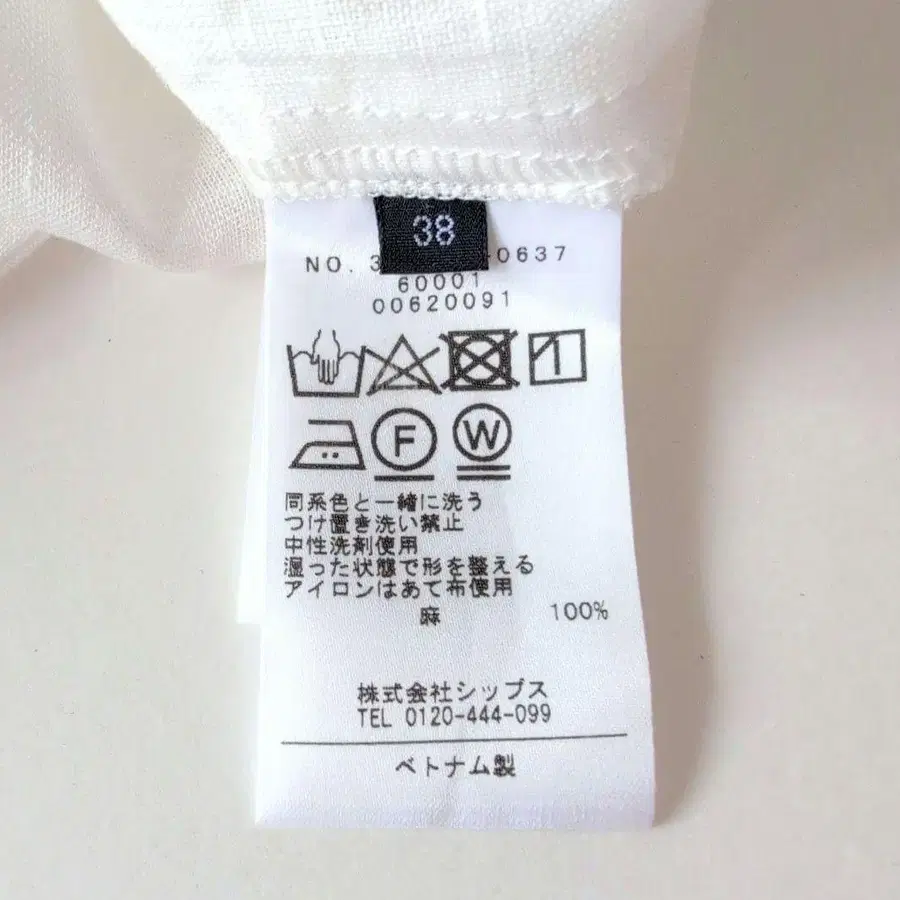 38
NO. 3 -0637
60001
00620091
F W
同系色と一緒に洗う
つけ置き洗い禁止
中性洗剤使用
湿った状態で形を整える
アイロンはあて布使用
麻 100%
株式会社シップス
TEL 0120-444-099
ベトナム製